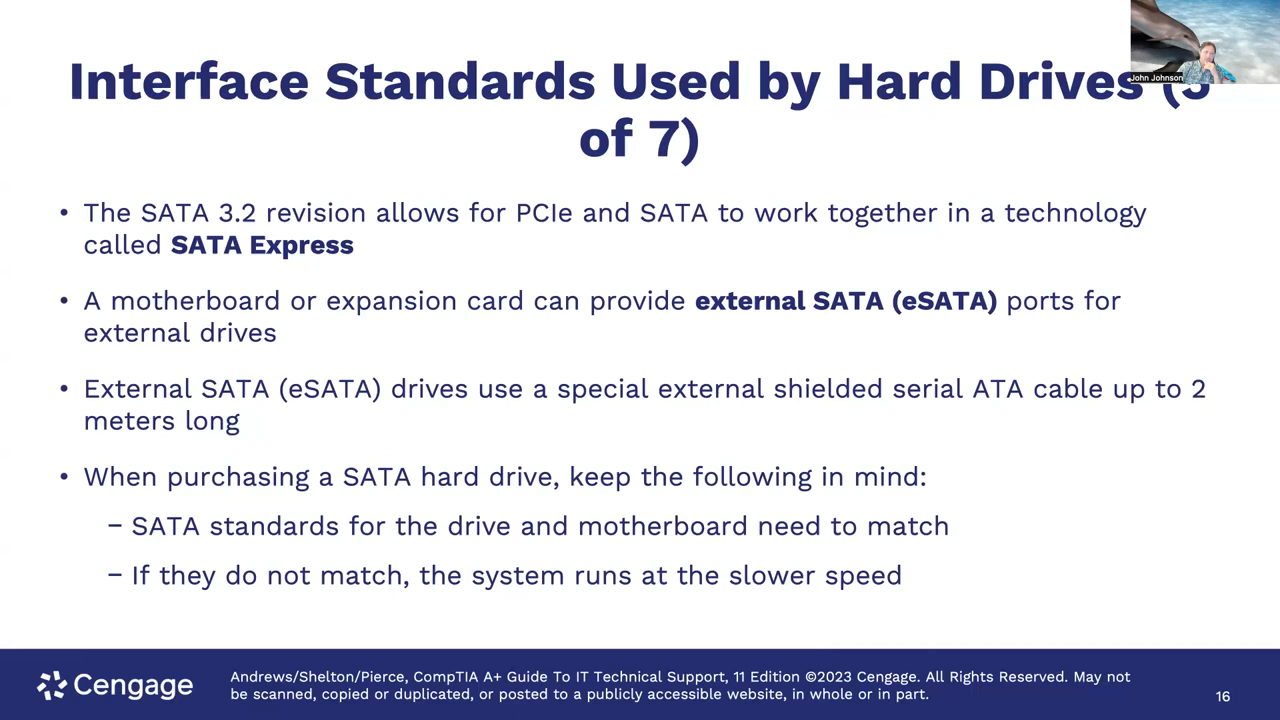 John Johnson
Interface Standards Used by Hard Drives (5
of 7)
• The SATA 3.2 revision allows for PCIe and SATA to work together in a technology
called SATA Express
• A motherboard or expansion card can provide external SATA (eSATA) ports for
external drives
• External SATA (eSATA) drives use a special external shielded serial ATA cable up to 2
meters long
• When purchasing a SATA hard drive, keep the following in mind:
– SATA standards for the drive and motherboard need to match
– If they do not match, the system runs at the slower speed
Cengage
Andrews/Shelton/Pierce, CompTIA A+ Guide To IT Technical Support, 11 Edition ©2023 Cengage. All Rights Reserved. May not
be scanned, copied or duplicated, or posted to a publicly accessible website, in whole or in part.
16